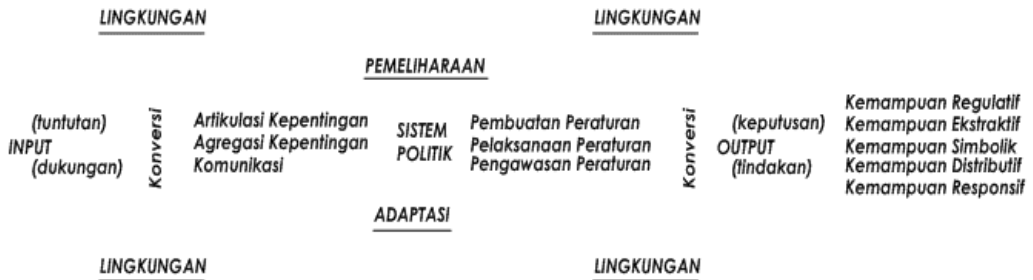 LINGKUNGAN LINGKUNGAN
PEMELIHARAAN
(tuntutan)
INPUT
(dukungan)
Konversi
Artikulasi Kepentingan
Agregasi Kepentingan
Komunikasi
SISTEM
POLITIK
Pembuatan Peraturan
Pelaksanaan Peraturan
Pengawasan Peraturan
Konversi
(keputusan)
OUTPUT
(tindakan)
Kemampuan Regulatif
Kemampuan Ekstraktif
Kemampuan Simbolik
Kemampuan Distributif
Kemampuan Responsif
ADAPTASI
LINGKUNGAN LINGKUNGAN